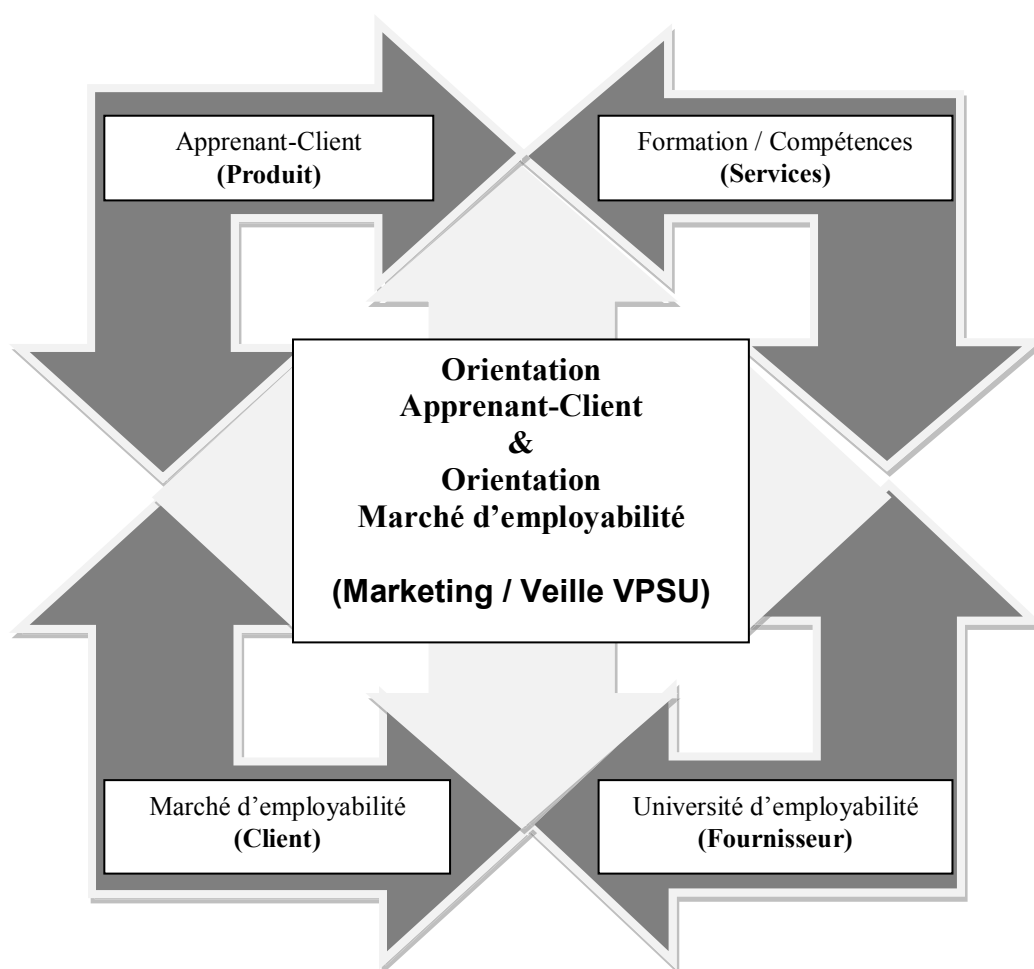 Apprenant-Client
(Produit)
Formation / Compétences
(Services)
Orientation
Apprenant-Client
&
Orientation
Marché d’employabilité
(Marketing / Veille VPSU)
Marché d’employabilité
(Client)
Université d’employabilité
(Fournisseur)